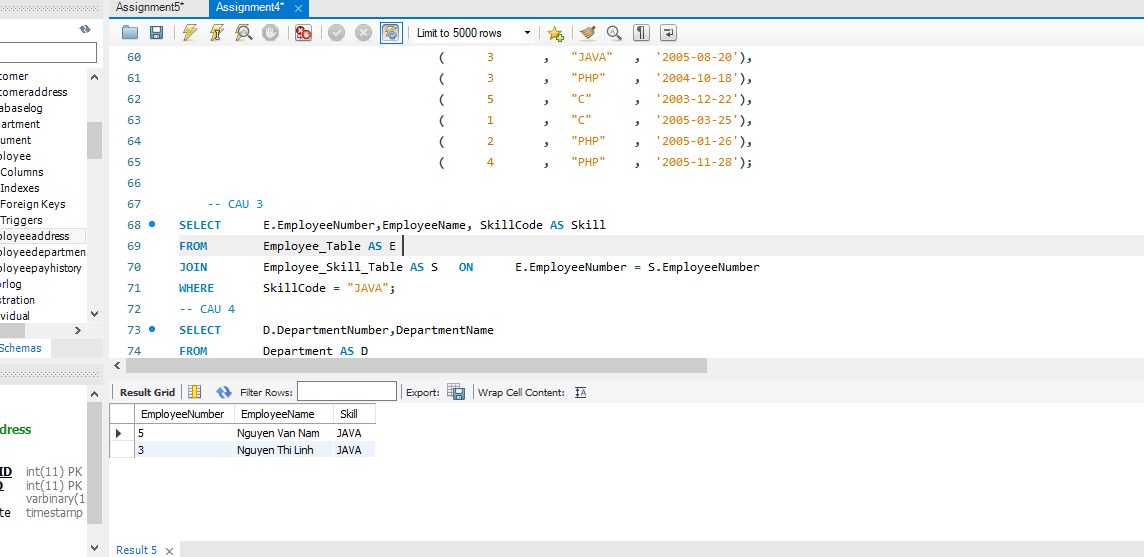 Assignment5* Assignment4*
Limit to 5000 rows
tomer
tomeraddress
abaselog
partment
ument
ployee
Columns
Indexes
Foreign Keys
Triggers
ployeeaddress
ployeedepartmen
ployeepayhistory
orlog
stration
vidual
Schemas
60 ( 3 , "JAVA" , '2005-08-20'),
61 ( 3 , "PHP" , '2004-10-18'),
62 ( 5 , "C" , '2003-12-22'),
63 ( 1 , "C" , '2005-03-25'),
64 ( 2 , "PHP" , '2005-01-26'),
65 ( 4 , "PHP" , '2005-11-28');
66
67 -- CAU 3
68 SELECT E.EmployeeNumber,EmployeeName, SkillCode AS Skill
69 FROM Employee_Table AS E
70 JOIN Employee_Skill_Table AS S ON E.EmployeeNumber = S.EmployeeNumber
71 WHERE SkillCode = "JAVA";
72 -- CAU 4
73 SELECT D.DepartmentNumber,DepartmentName
74 FROM Department AS D
Result Grid Filter Rows: Export: Wrap Cell Content:
EmployeeNumber EmployeeName Skill
5 Nguyen Van Nam JAVA
3 Nguyen Thi Linh JAVA
dress
ID int(11) PK
D int(11) PK
varbinary(1
te timestamp
Result 5